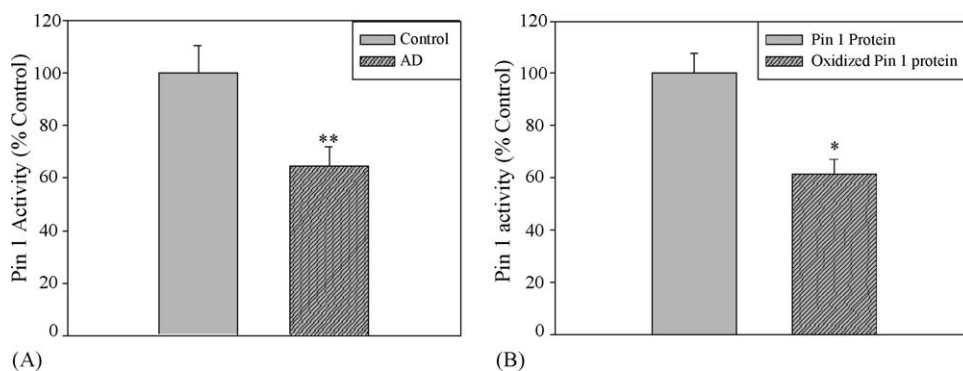 120
100
80
60
40
20
0
Pin 1 Activity (% Control)
Control
AD
**
(A)
120
100
80
60
40
20
0
Pin 1 activity (% Control)
Pin 1 Protein
Oxidized Pin 1 protein
*
(B)